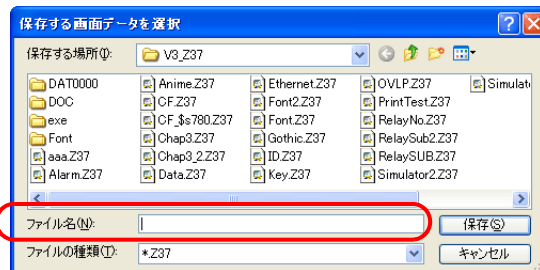 保存する画面データを選択
保存する場所(I):
V3_Z37
DAT0000
DOC
exe
Font
aaa.Z37
Alarm.Z37
Anime.Z37
CF.Z37
CF_$s780.Z37
Chap3.Z37
Chap3_2.Z37
Data.Z37
Ethernet.Z37
Font2.Z37
Font.Z37
Gothic.Z37
ID.Z37
Key.Z37
OVLP.Z37
PrintTest.Z37
RelayNo.Z37
RelaySub2.Z37
RelaySUB.Z37
Simulator2.Z37
Simulat
ファイル名(N):
保存(S)
ファイルの種類(T):
*.Z37
キャンセル